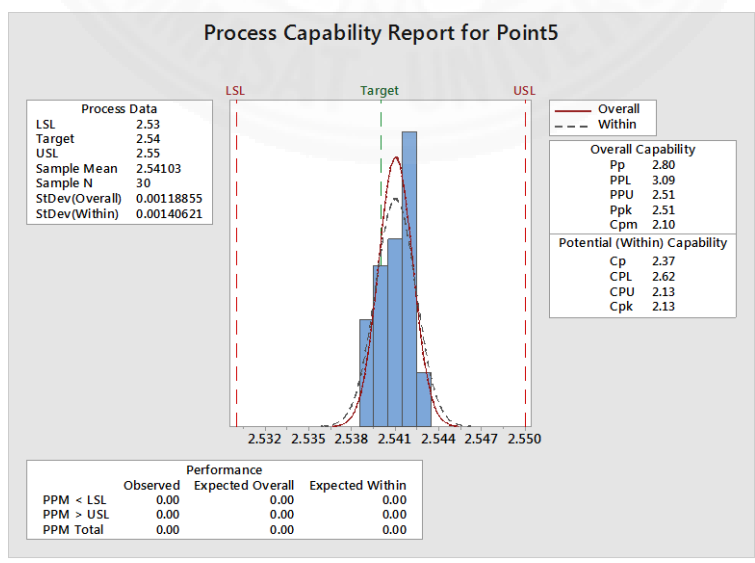 Process Capability Report for Point5
LSL Target USL
Process Data
LSL 2.53
Target 2.54
USL 2.55
Sample Mean 2.54103
Sample N 30
StDev(Overall) 0.00118855
StDev(Within) 0.00140621
Overall
Within
Overall Capability
Pp 2.80
PPL 3.09
PPU 2.51
Ppk 2.51
Cpm 2.10
Potential (Within) Capability
Cp 2.37
CPL 2.62
CPU 2.13
Cpk 2.13
2.532 2.535 2.538 2.541 2.544 2.547 2.550
Performance
Observed Expected Overall Expected Within
PPM < LSL 0.00 0.00 0.00
PPM > USL 0.00 0.00 0.00
PPM Total 0.00 0.00 0.00